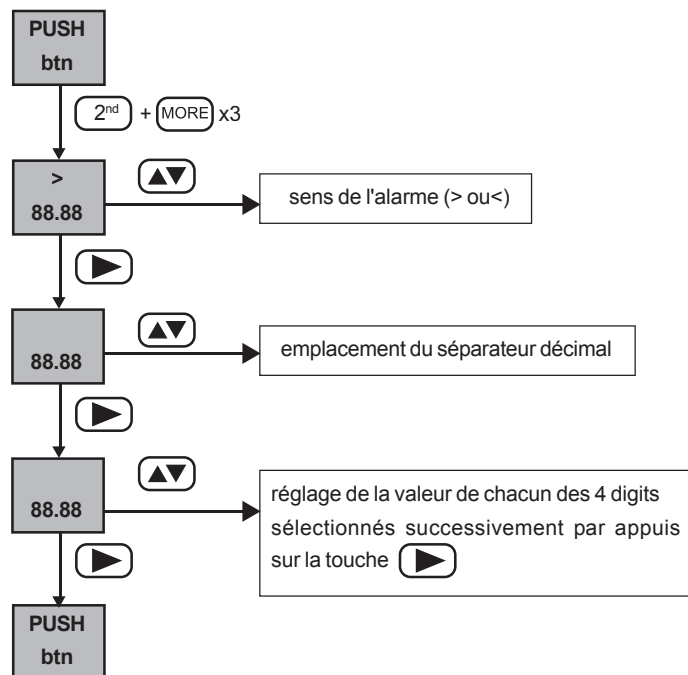 PUSH
btn
2nd + MORE x3
>
88.88
sens de l'alarme (> ou<)
88.88
emplacement du séparateur décimal
88.88
réglage de la valeur de chacun des 4 digits
sélectionnés successivement par appuis
sur la touche
PUSH
btn